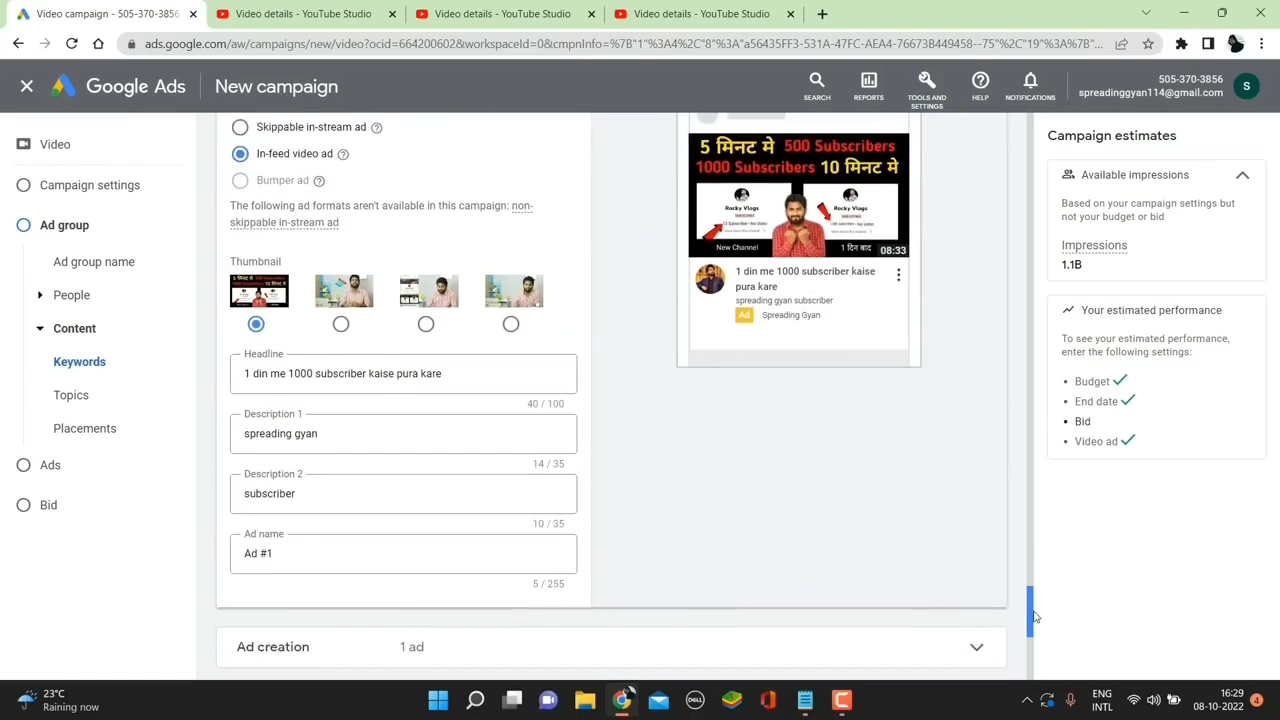 Video campaign - 505-370-3856
Video details - YouTube Studio
Video details - YouTube Studio
Video details - YouTube Studio
ads.google.com/aw/campaigns/new/video?ocid=664200602&workspaceId=0&cmpnInfo=%7B"1"%3A4%2C"8"%3A"a56435FF3-531A-47FC-AEA4-76673B449458--75"%2C"19"%3A%7B"...
Google Ads
New campaign
SEARCH
REPORTS
TOOLS AND SETTINGS
HELP
NOTIFICATIONS
505-370-3856
spreadinggyan114@gmail.com
S
Video
Campaign settings
Ad group
Ad group name
People
Content
Keywords
Topics
Placements
Ads
Bid
Skippable in-stream ad
In-feed video ad
Bumper ad
The following ad formats aren't available in this campaign: non-
skippable in-stream ad
Thumbnail
Headline
1 din me 1000 subscriber kaise pura kare
40 / 100
Description 1
spreading gyan
14 / 35
Description 2
subscriber
10 / 35
Ad name
Ad #1
5 / 255
Ad creation
1 ad
5 मिनट मे 500 Subscribers
1000 Subscribers 10 मिनट मे
Rocky Vlogs
Rocky Vlogs
New Channel
1 दिन बाद
08:33
1 din me 1000 subscriber kaise
pura kare
spreading gyan subscriber
Ad Spreading Gyan
Campaign estimates
Available impressions
Based on your campaign settings but
not your budget or bid
Impressions
1.1B
Your estimated performance
To see your estimated performance,
enter the following settings:
Budget
End date
Bid
Video ad
23°C
Raining now
DELL
ENG
INTL
16:29
08-10-2022
4